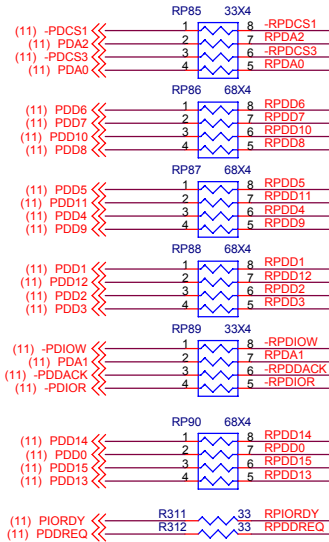 RP85 33X4
(11) -PDCS1 1 8 -RPDCS1
(11) PDA2 2 7 RPDA2
(11) -PDCS3 3 6 -RPDCS3
(11) PDA0 4 5 RPDA0
RP86 68X4
(11) PDD6 1 8 RPDD6
(11) PDD7 2 7 RPDD7
(11) PDD10 3 6 RPDD10
(11) PDD8 4 5 RPDD8
RP87 68X4
(11) PDD5 1 8 RPDD5
(11) PDD11 2 7 RPDD11
(11) PDD4 3 6 RPDD4
(11) PDD9 4 5 RPDD9
RP88 68X4
(11) PDD1 1 8 RPDD1
(11) PDD12 2 7 RPDD12
(11) PDD2 3 6 RPDD2
(11) PDD3 4 5 RPDD3
RP89 33X4
(11) -PDIOW 1 8 -RPDIOW
(11) PDA1 2 7 RPDA1
(11) -PDDACK 3 6 -RPDDACK
(11) -PDIOR 4 5 -RPDIOR
RP90 68X4
(11) PDD14 1 8 RPDD14
(11) PDD0 2 7 RPDD0
(11) PDD15 3 6 RPDD15
(11) PDD13 4 5 RPDD13
(11) PIORDY R311 33 RPIORDY
(11) PDDREQ R312 33 RPDDREQ